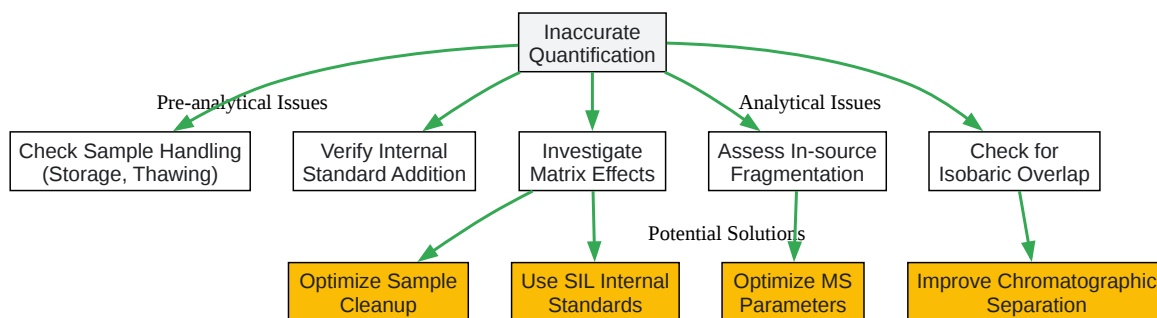 Inaccurate
Quantification
Pre-analytical Issues
Analytical Issues
Check Sample Handling
(Storage, Thawing)
Verify Internal
Standard Addition
Investigate
Matrix Effects
Assess In-source
Fragmentation
Check for
Isobaric Overlap
Potential Solutions
Optimize Sample
Cleanup
Use SIL Internal
Standards
Optimize MS
Parameters
Improve Chromatographic
Separation